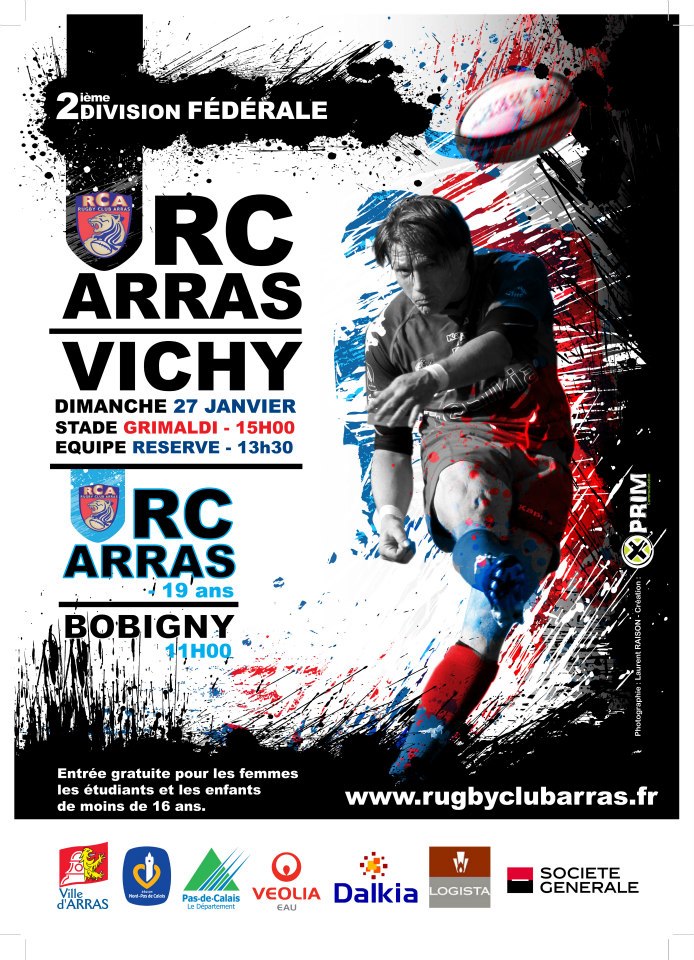 2ième DIVISION FÉDÉRALE
RCA
RUGBY CLUB ARRAS
RC
ARRAS
VICHY
DIMANCHE 27 JANVIER
STADE GRIMALDI - 15H00
EQUIPE RESERVE - 13h30
RCA
RUGBY CLUB ARRAS
RC
ARRAS
- 19 ans
BOBIGNY
11H00
XPRIM
Photographie : Laurent RAISON - Création :
Entrée gratuite pour les femmes
les étudiants et les enfants
de moins de 16 ans.
www.rugbyclubarras.fr
Ville
d'ARRAS
Nord-Pas de Calais
Pas-de-Calais
Le Département
VEOLIA
EAU
Dalkia
LOGISTA
SOCIETE
GENERALE